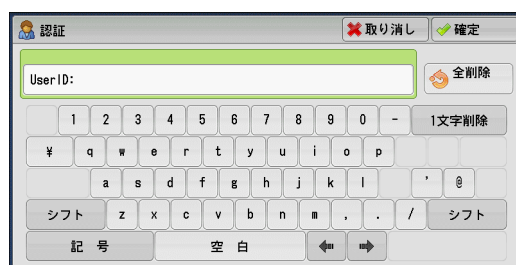 認証 取り消し 確定
UserID: 全削除
1 2 3 4 5 6 7 8 9 0 - 1文字削除
¥ q w e r t y u i o p
a s d f g h j k l ' @
シフト z x c v b n m , . / シフト
記 号 空 白